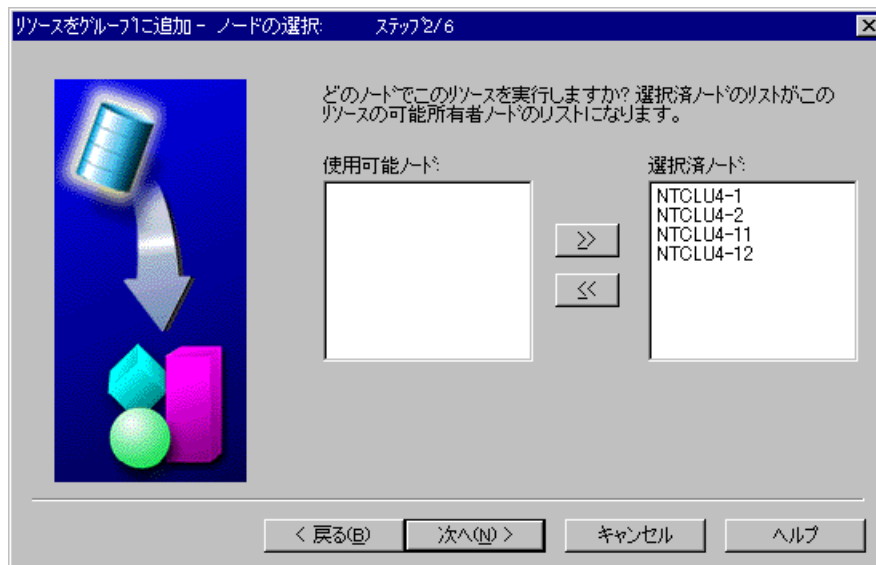 リソースをグループに追加 - ノードの選択: ステップ2/6
どのノードでこのリソースを実行しますか? 選択済ノードのリストがこの
リソースの可能所有者ノードのリストになります。
使用可能ノード:
選択済ノード:
NTCLU4-1
NTCLU4-2
NTCLU4-11
NTCLU4-12
>>
<<
< 戻る(B)
次へ(N) >
キャンセル
ヘルプ